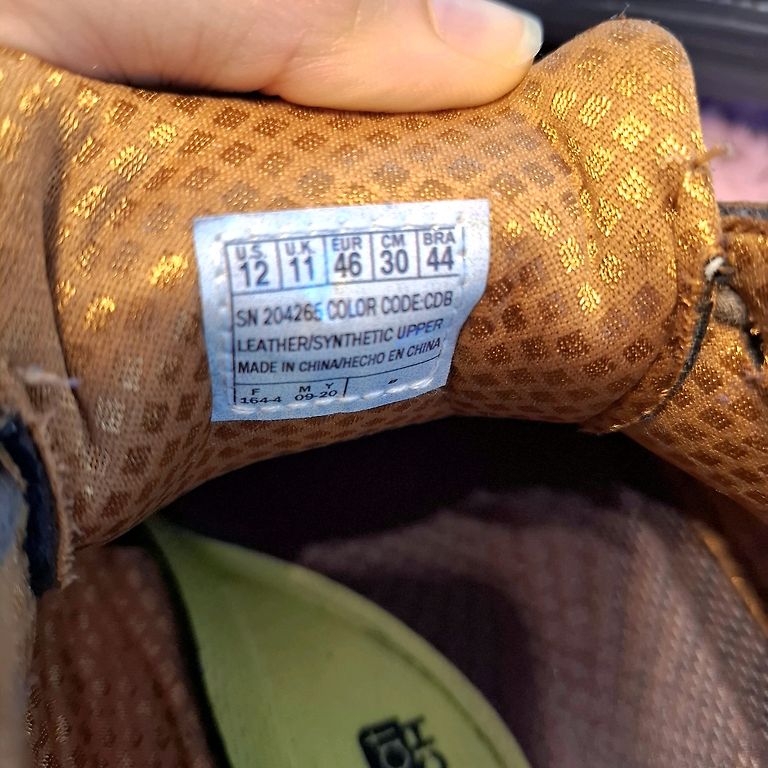 U.S. U.K EUR CM BRA
12 11 46 30 44
SN 204265 COLOR CODE:CDB
LEATHER/SYNTHETIC UPPER
MADE IN CHINA/HECHO EN CHINA
F M Y
164-4 09-20